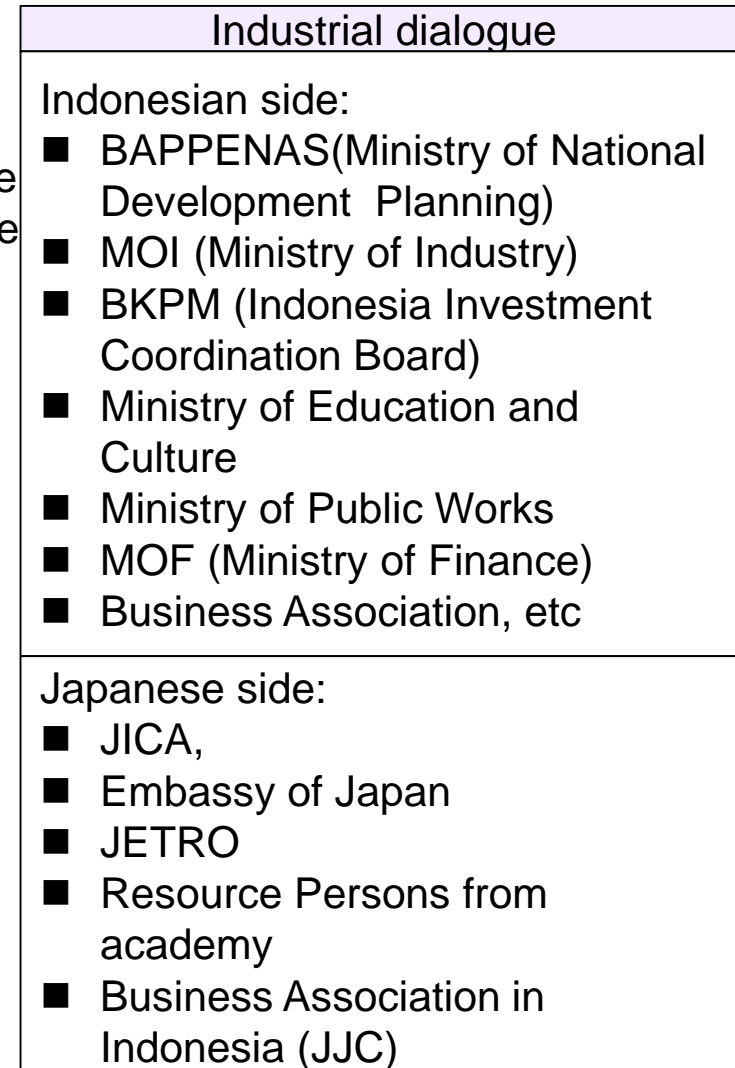 Industrial dialogue
Indonesian side:
■ BAPPENAS(Ministry of National
Development Planning)
■ MOI (Ministry of Industry)
■ BKPM (Indonesia Investment
Coordination Board)
■ Ministry of Education and
Culture
■ Ministry of Public Works
■ MOF (Ministry of Finance)
■ Business Association, etc
Japanese side:
■ JICA,
■ Embassy of Japan
■ JETRO
■ Resource Persons from
academy
■ Business Association in
Indonesia (JJC)